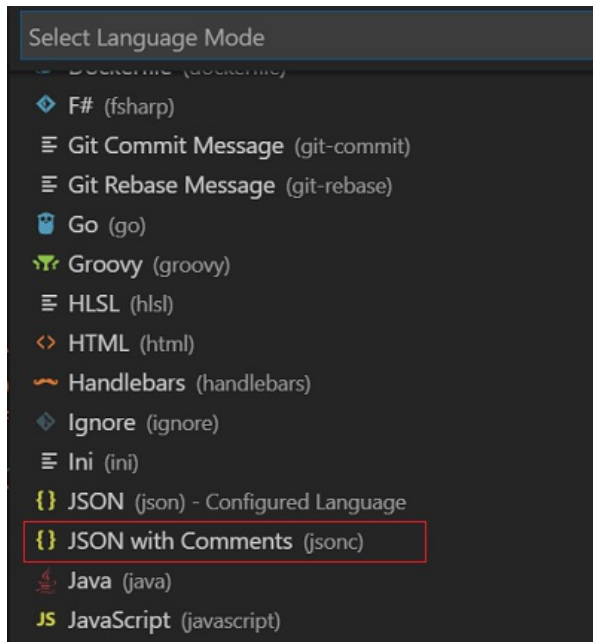 Select Language Mode
Dockerfile (dockerfile)
F# (fsharp)
Git Commit Message (git-commit)
Git Rebase Message (git-rebase)
Go (go)
Groovy (groovy)
HLSL (hlsl)
HTML (html)
Handlebars (handlebars)
Ignore (ignore)
Ini (ini)
{} JSON (json) - Configured Language
{} JSON with Comments (jsonc)
Java (java)
JS JavaScript (javascript)